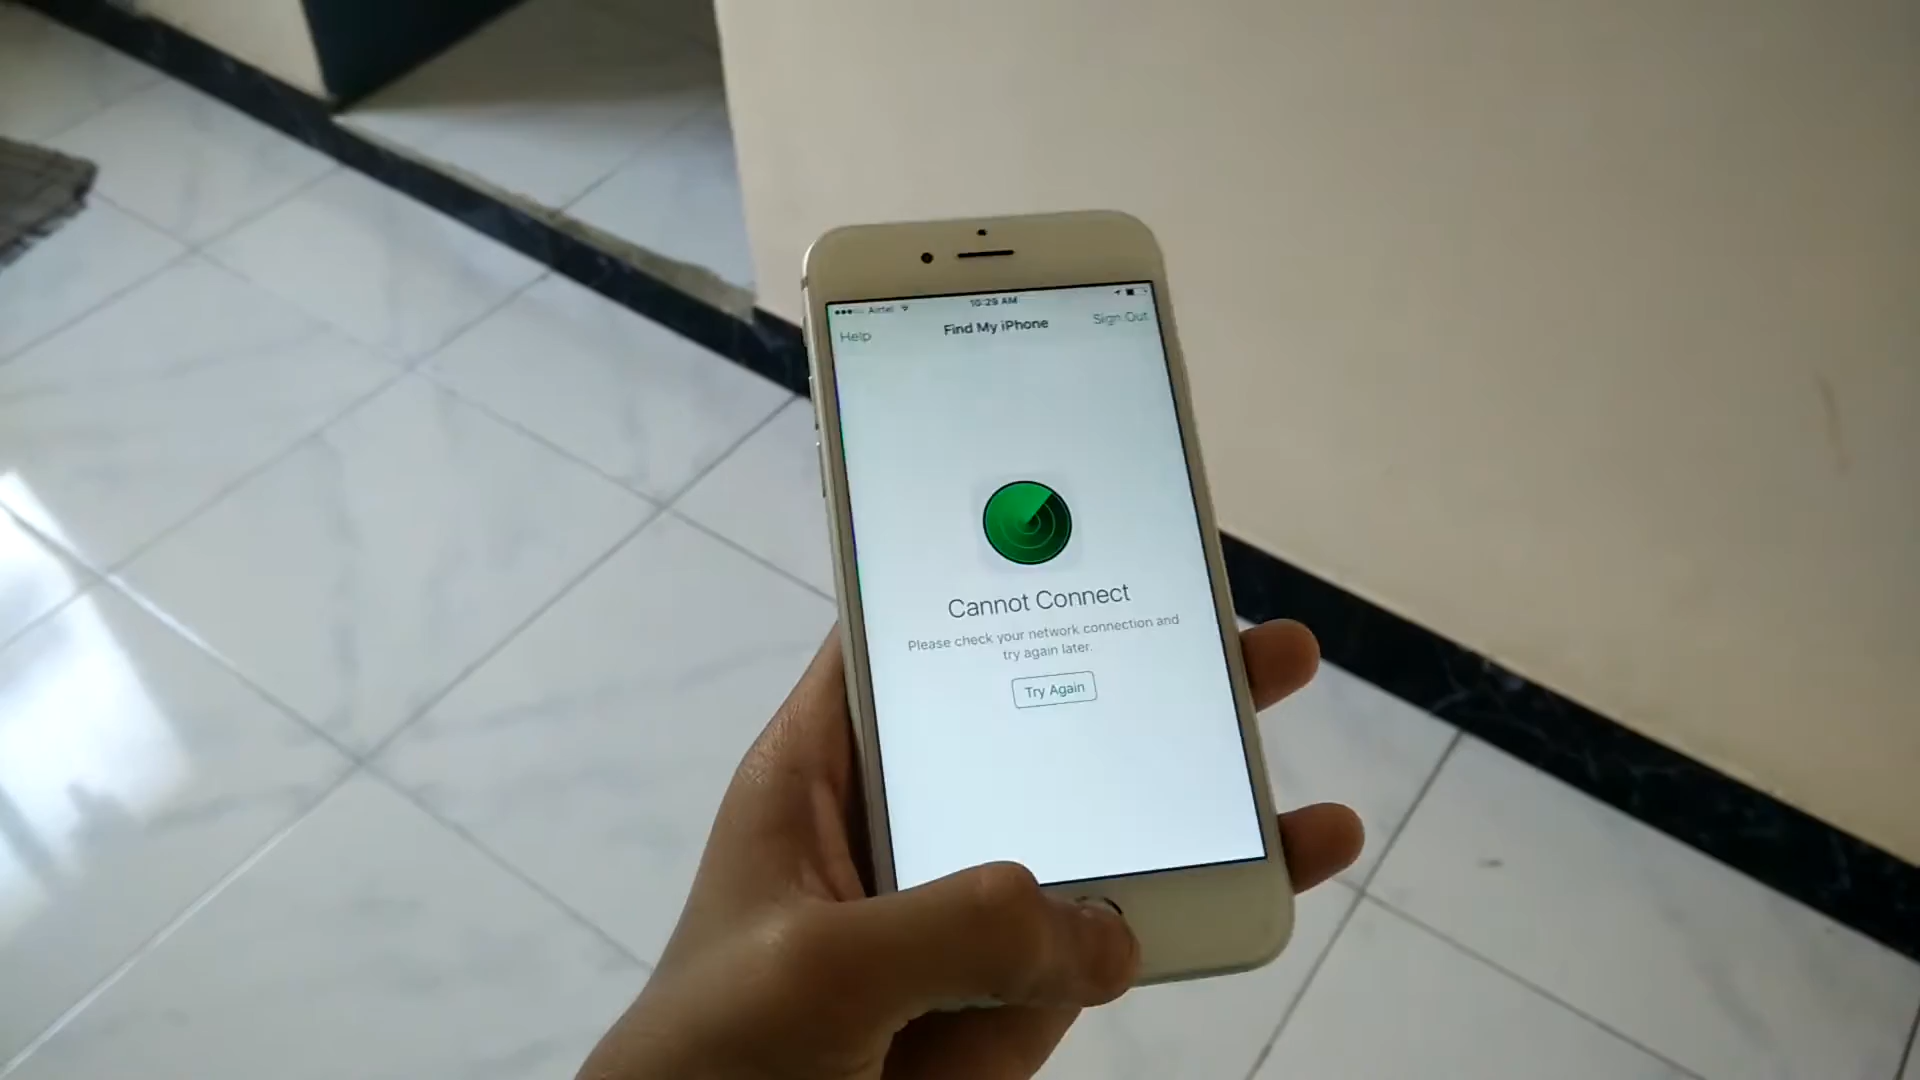 Airtel 10:29 AM
Help Find My iPhone Sign Out
Cannot Connect
Please check your network connection and
try again later.
Try Again